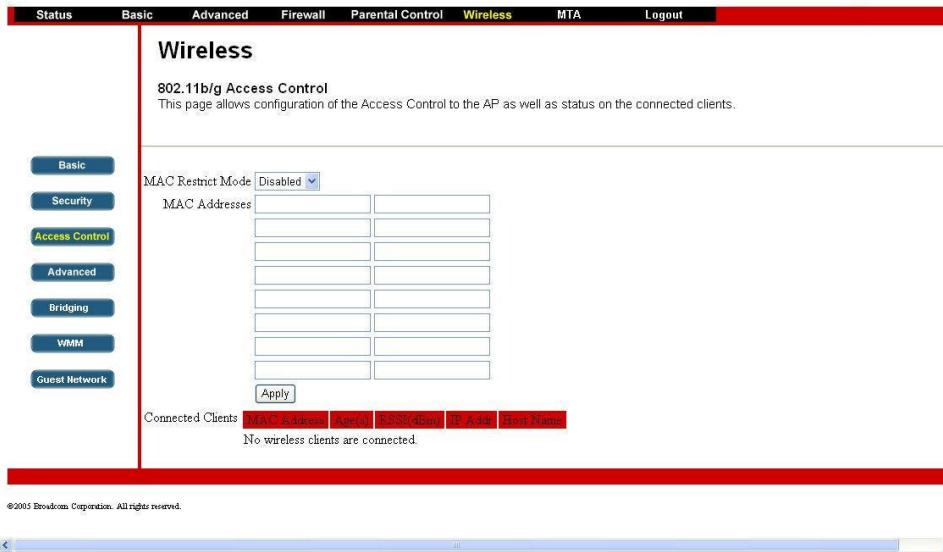 Status Basic Advanced Firewall Parental Control Wireless MTA Logout
Wireless
802.11b/g Access Control
This page allows configuration of the Access Control to the AP as well as status on the connected clients.
Basic
Security
Access Control
Advanced
Bridging
WMM
Guest Network
MAC Restrict Mode Disabled
MAC Addresses
Apply
Connected Clients MAC Address Age(s) RSSI(dBm) IP Addr Host Name
No wireless clients are connected.
©2005 Broadcom Corporation. All rights reserved.